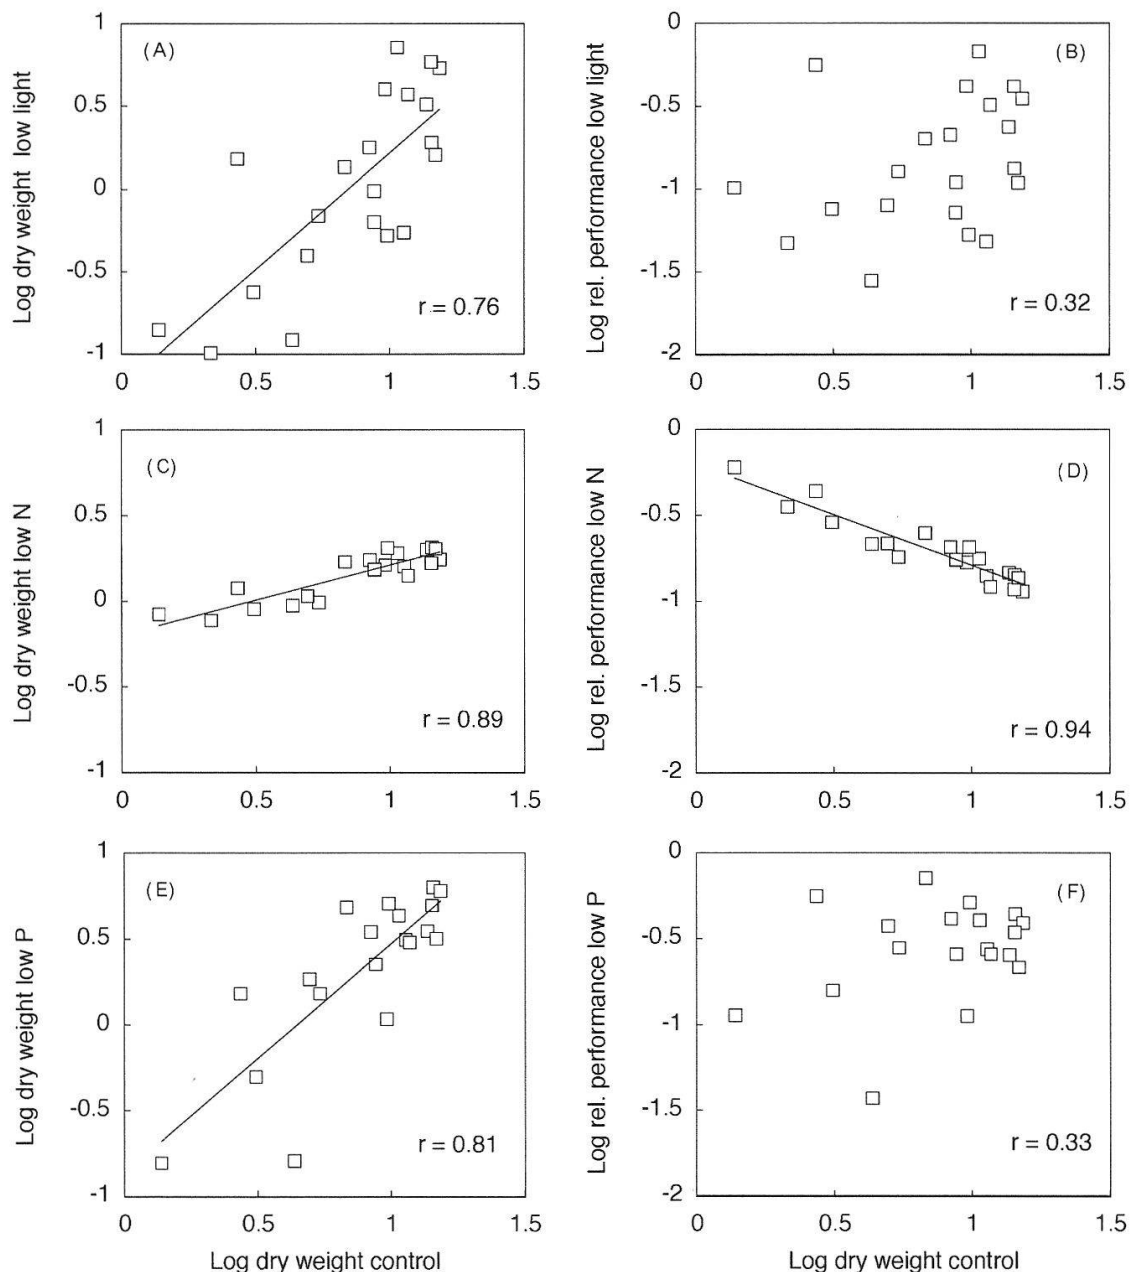 1
0.5
0
-0.5
-1
Log dry weight low light
(A)
r = 0.76
0
0.5
1
1.5
0
-0.5
-1
-1.5
-2
Log rel. performance low light
(B)
r = 0.32
0
0.5
1
1.5
1
0.5
0
-0.5
-1
Log dry weight low N
(C)
r = 0.89
0
0.5
1
1.5
0
-0.5
-1
-1.5
-2
Log rel. performance low N
(D)
r = 0.94
0
0.5
1
1.5
1
0.5
0
-0.5
-1
Log dry weight low P
(E)
r = 0.81
0
0.5
1
1.5
Log dry weight control
0
-0.5
-1
-1.5
-2
Log rel. performance low P
(F)
r = 0.33
0
0.5
1
1.5
Log dry weight control